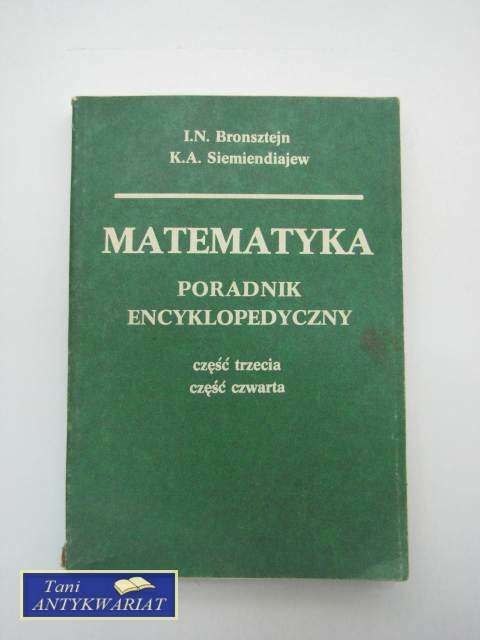 I.N. Bronsztejn
K.A. Siemiendiajew
MATEMATYKA
PORADNIK
ENCYKLOPEDYCZNY
część trzecia
część czwarta
Tani
ANTYKWARIAT